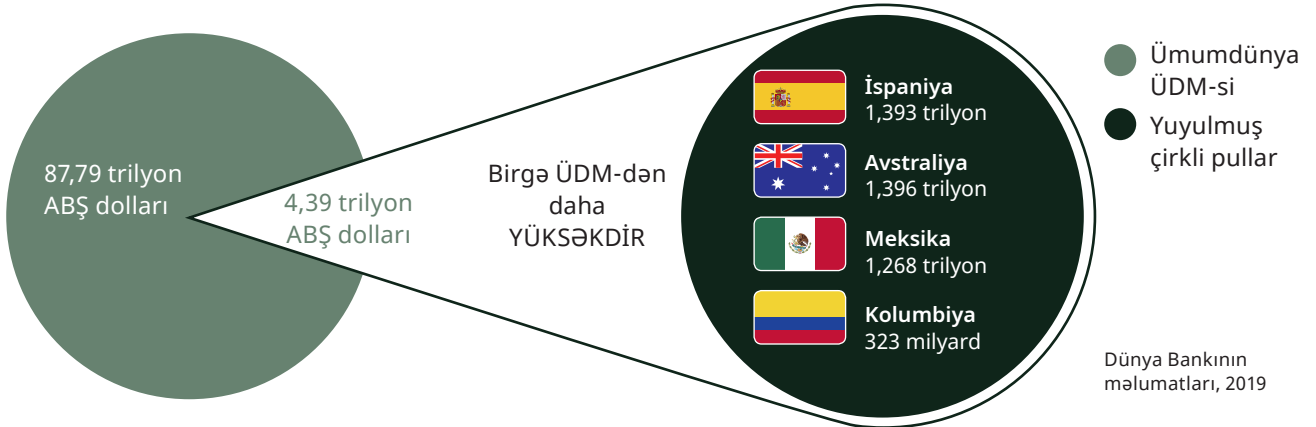 87,79 trilyon
ABŞ dolları
4,39 trilyon
ABŞ dolları
Birgə ÜDM-dən
daha
YÜKSƏKDİR
İspaniya
1,393 trilyon
Avstraliya
1,396 trilyon
Meksika
1,268 trilyon
Kolumbiya
323 milyard
Ümumdünya
ÜDM-si
Yuyulmuş
çirkli pullar
Dünya Bankının
məlumatları, 2019